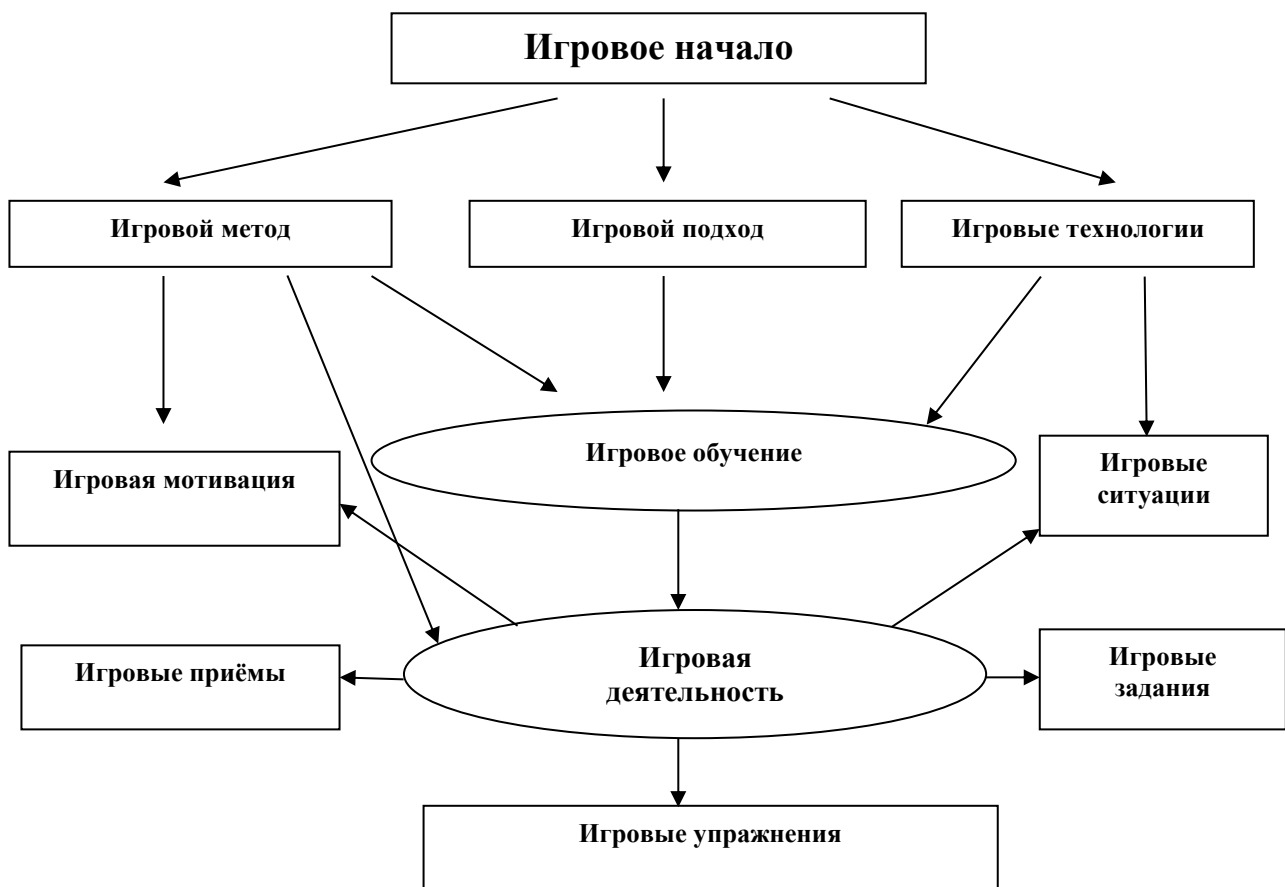 Игровое начало
Игровой метод
Игровой подход
Игровые технологии
Игровое обучение
Игровая мотивация
Игровые
ситуации
Игровые приёмы
Игровая
деятельность
Игровые
задания
Игровые упражнения